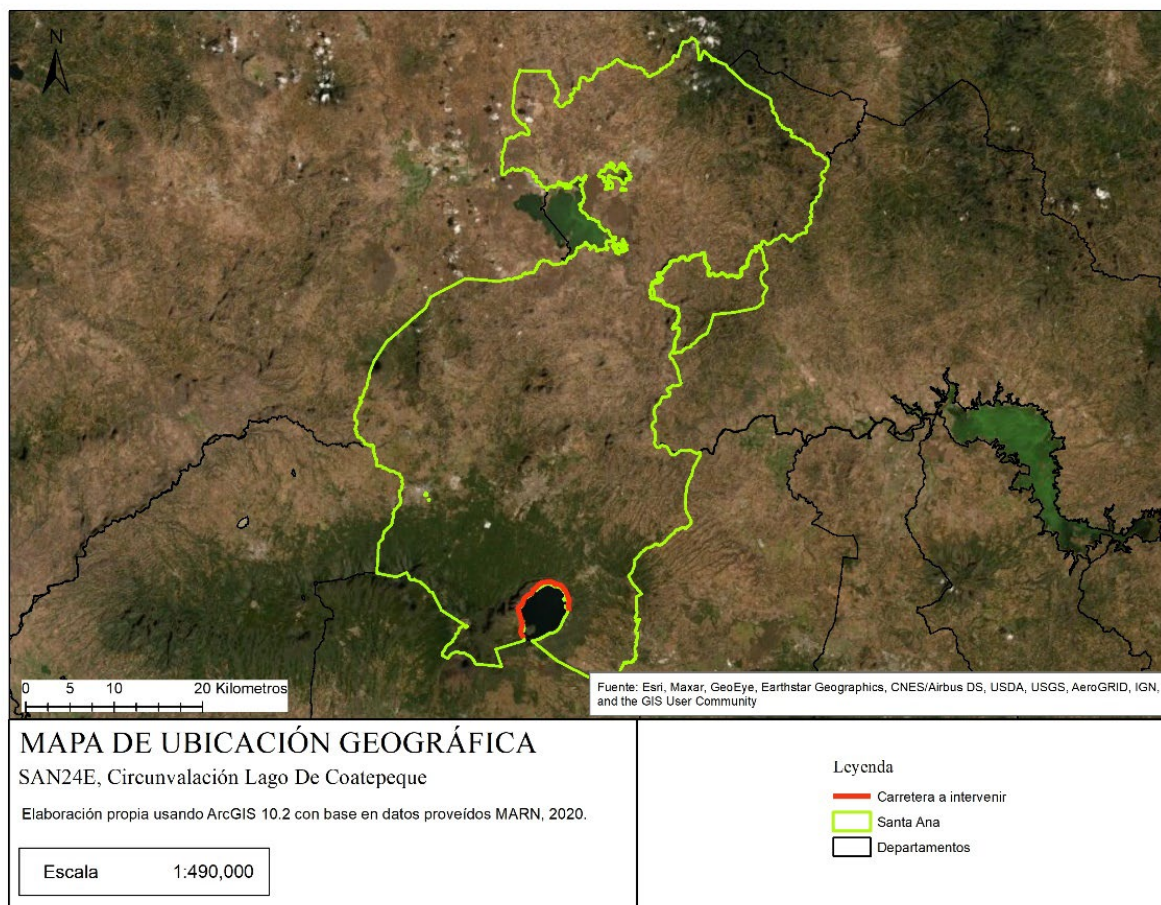 N
0 5 10 20 Kilometros
Fuente: Esri, Maxar, GeoEye, Earthstar Geographics, CNES/Airbus DS, USDA, USGS, AeroGRID, IGN,
and the GIS User Community
MAPA DE UBICACIÓN GEOGRÁFICA
SAN24E, Circunvalación Lago De Coatepeque
Elaboración propia usando ArcGIS 10.2 con base en datos proveídos MARN, 2020.
Escala 1:490,000
Leyenda
Carretera a intervenir
Santa Ana
Departamentos